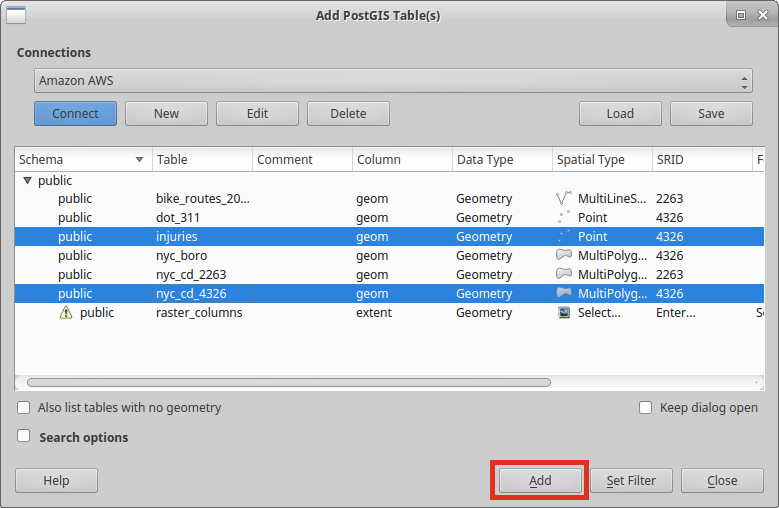 Add PostGIS Table(s)
Connections
Amazon AWS
Connect New Edit Delete Load Save
Schema Table Comment Column Data Type Spatial Type SRID
public
public bike_routes_20... geom Geometry MultiLineS... 2263
public dot_311 geom Geometry Point 4326
public injuries geom Geometry Point 4326
public nyc_boro geom Geometry MultiPolyg... 4326
public nyc_cd_2263 geom Geometry MultiPolyg... 2263
public nyc_cd_4326 geom Geometry MultiPolyg... 4326
public raster_columns extent Geometry Select... Enter...
Also list tables with no geometry Keep dialog open
Search options
Help Add Set Filter Close